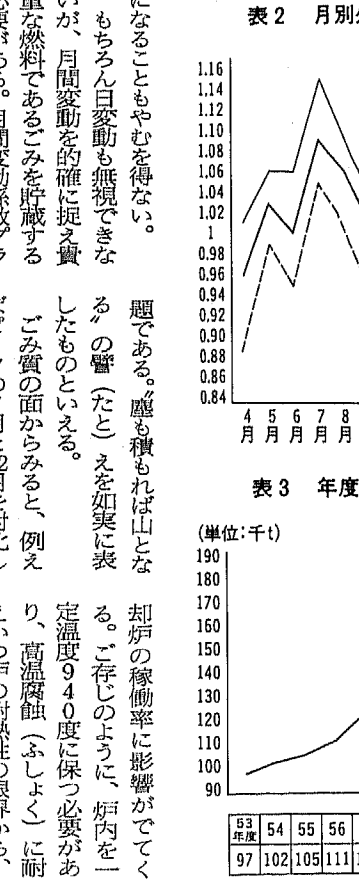 になることもやむを得ない。
もちろん日変動も無視できな
いが、月間変動を的確に捉え貴
重な燃料であるごみを貯蔵する
必要がある。月間変動係数
題である。〝塵も積もれば山とな
る〟の譬（たと）えを如実に表
したものといえる。
ごみ質の面からみると、例え
却炉の稼働率に影響がでてく
る。ご存じのように、炉内を一
定温度940度に保つ必要があ
り、高温腐蝕（ふしょく）に耐
表2 月別
1.16
1.14
1.12
1.10
1.08
1.06
1.04
1.02
1
0.98
0.96
0.94
0.92
0.90
0.88
0.86
0.84
4月 5月 6月 7月 8月
表3 年度
(単位:千t)
190
180
170
160
150
140
130
120
110
100
90
53年度 54 55 56
97 102 105 111